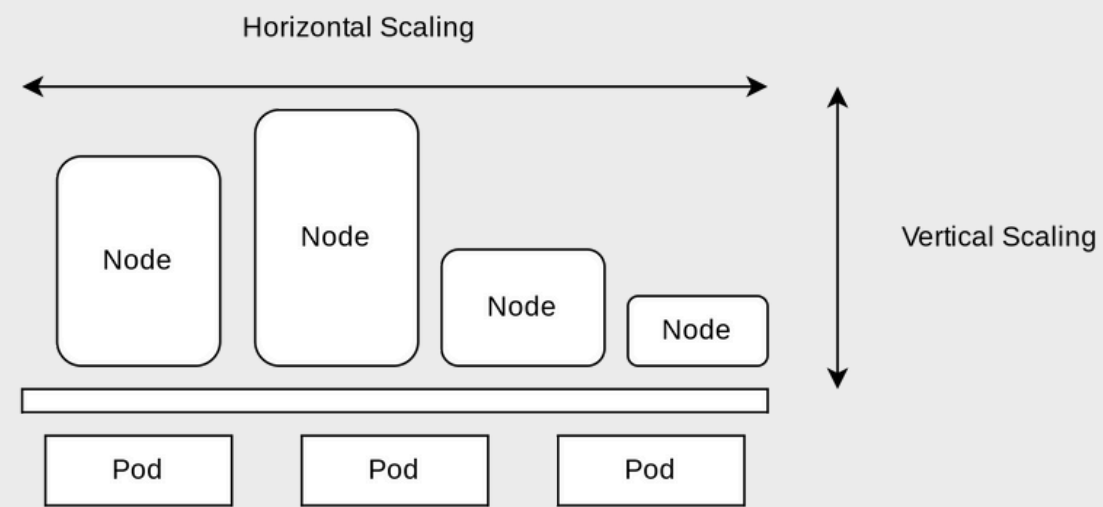 Horizontal Scaling
Node
Node
Node
Node
Vertical Scaling
Pod
Pod
Pod